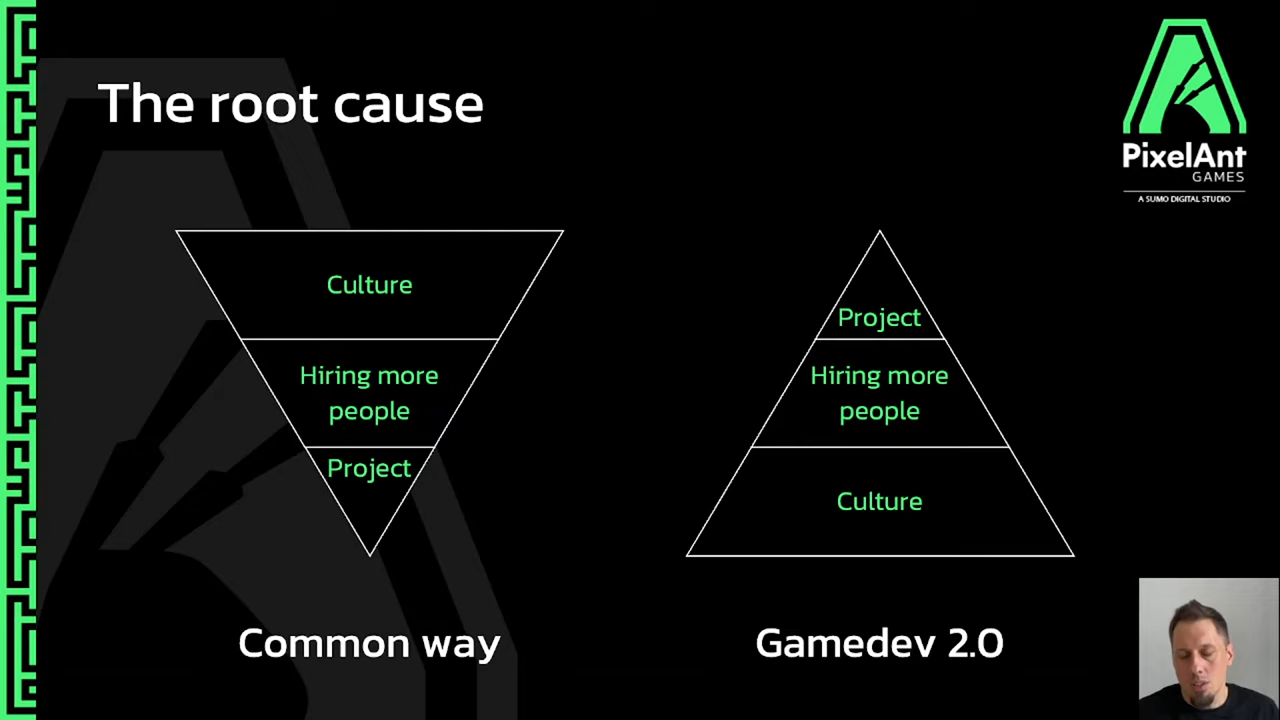 The root cause
PixelAnt
GAMES
A SUMO DIGITAL STUDIO
Culture
Hiring more
people
Project
Common way
Project
Hiring more
people
Culture
Gamedev 2.0